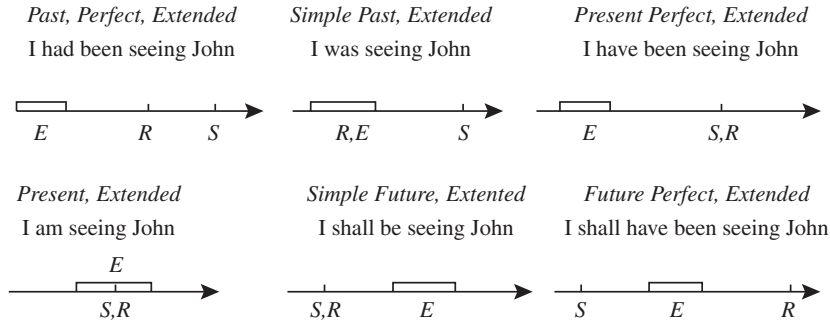 Past, Perfect, Extended
I had been seeing John
E R S
Simple Past, Extended
I was seeing John
R,E S
Present Perfect, Extended
I have been seeing John
E S,R
Present, Extended
I am seeing John
E
S,R
Simple Future, Extented
I shall be seeing John
S,R E
Future Perfect, Extended
I shall have been seeing John
S E R